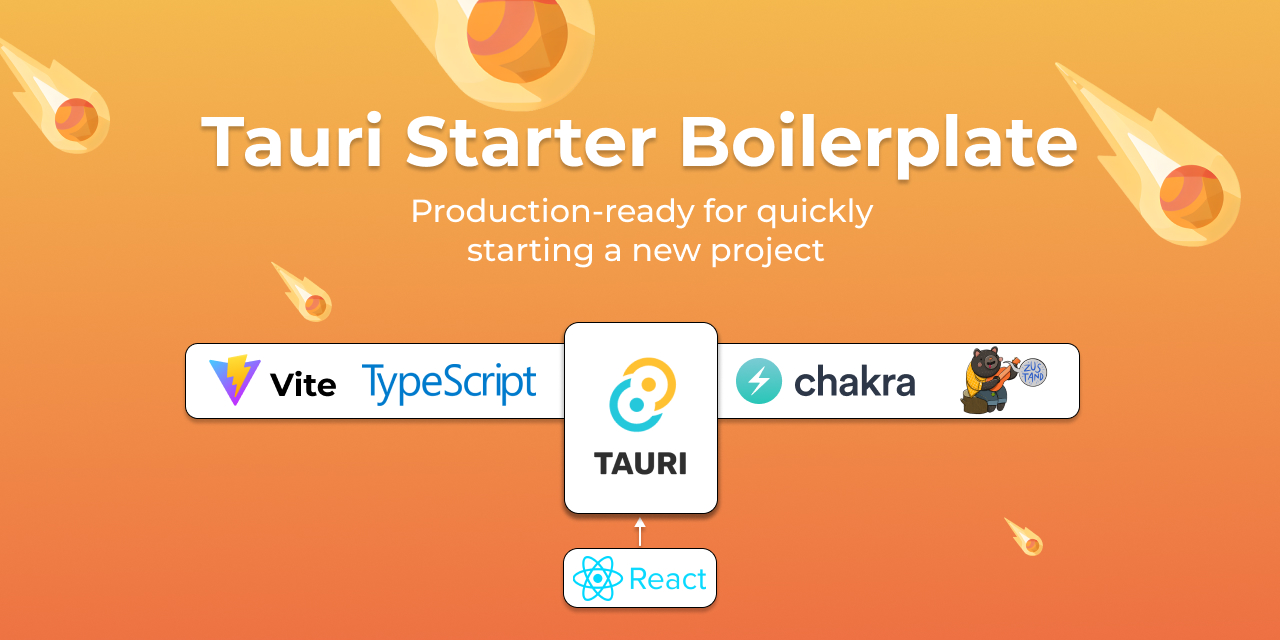 Tauri Starter Boilerplate
Production-ready for quickly
starting a new project
Vite
TypeScript
TAURI
chakra
ZUS
TAND
React